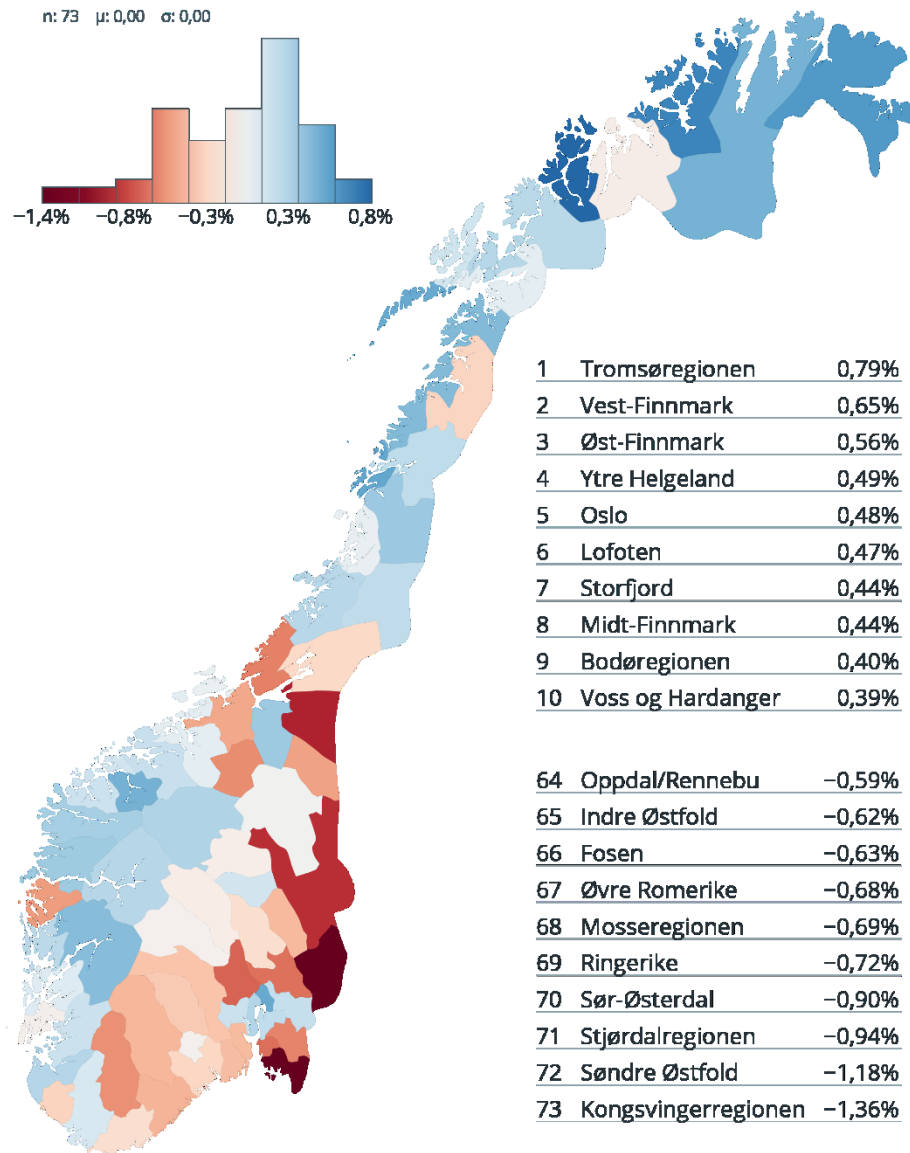 n: 73 μ: 0,00 σ: 0,00
−1,4% −0,8% −0,3% 0,3% 0,8%
1 Tromsøregionen 0,79%
2 Vest-Finnmark 0,65%
3 Øst-Finnmark 0,56%
4 Ytre Helgeland 0,49%
5 Oslo 0,48%
6 Lofoten 0,47%
7 Storfjord 0,44%
8 Midt-Finnmark 0,44%
9 Bodøregionen 0,40%
10 Voss og Hardanger 0,39%
64 Oppdal/Rennebu −0,59%
65 Indre Østfold −0,62%
66 Fosen −0,63%
67 Øvre Romerike −0,68%
68 Mosseregionen −0,69%
69 Ringerike −0,72%
70 Sør-Østerdal −0,90%
71 Stjørdalregionen −0,94%
72 Søndre Østfold −1,18%
73 Kongsvingerregionen −1,36%